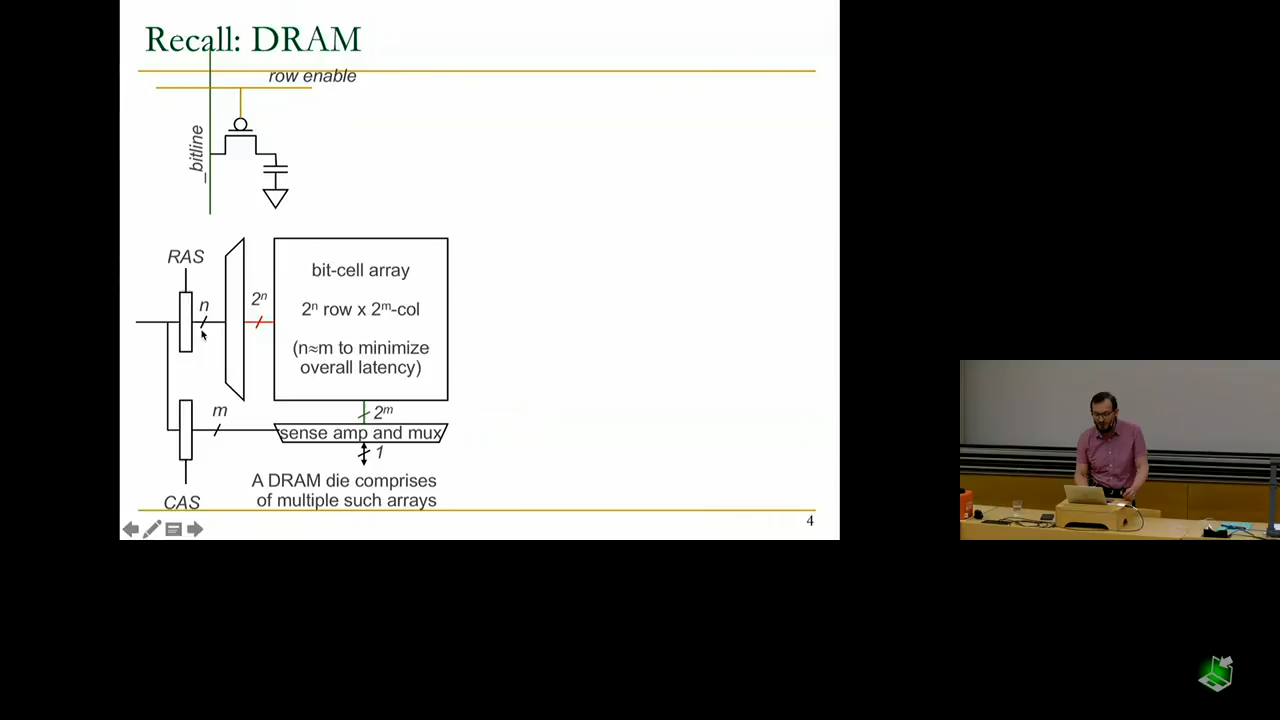 Recall: DRAM
row enable
_bitline
RAS
n
2ⁿ
bit-cell array
2ⁿ row x 2ᵐ-col
(n≈m to minimize
overall latency)
m
2ᵐ
sense amp and mux
1
A DRAM die comprises
of multiple such arrays
CAS
4